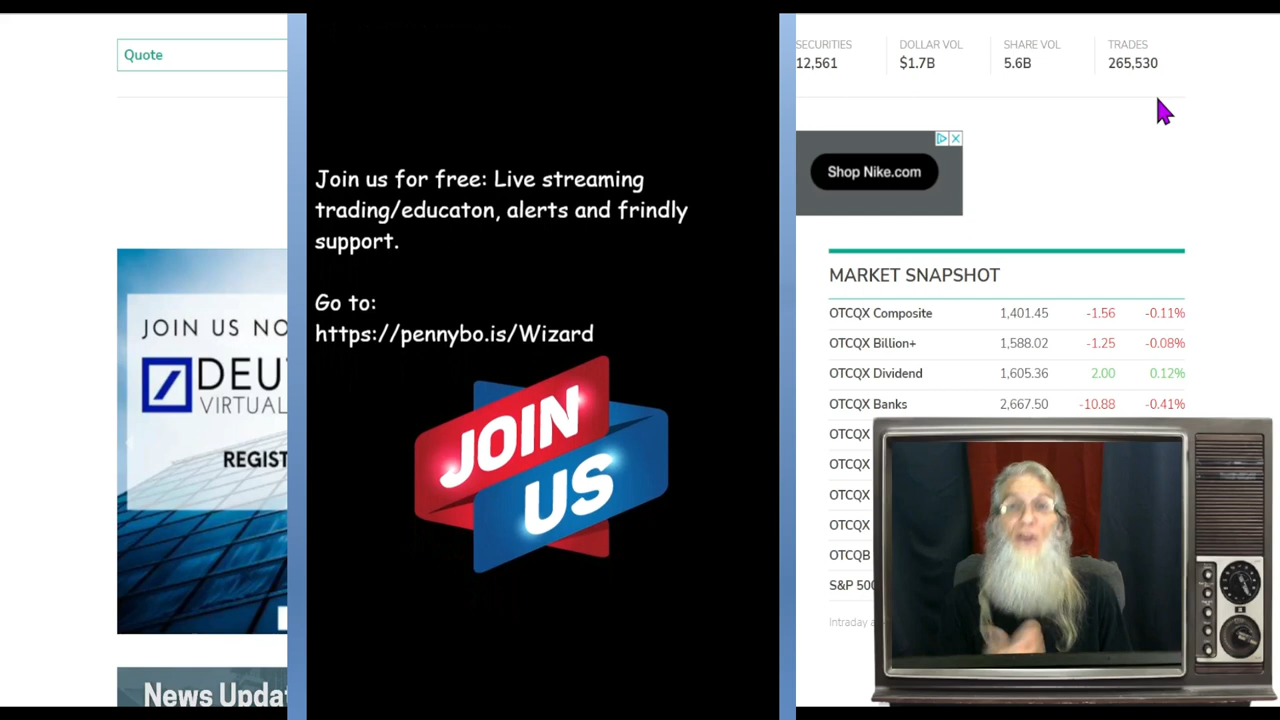 Quote
SECURITIES
12,561
DOLLAR VOL
$1.7B
SHARE VOL
5.6B
TRADES
265,530
Shop Nike.com
Join us for free: Live streaming
trading/educaton, alerts and frindly
support.
Go to:
https://pennybo.is/Wizard
JOIN
US
JOIN US NO
DEU
VIRTUAL
REGIST
News Upda
MARKET SNAPSHOT
OTCQX Composite 1,401.45 -1.56 -0.11%
OTCQX Billion+ 1,588.02 -1.25 -0.08%
OTCQX Dividend 1,605.36 2.00 0.12%
OTCQX Banks 2,667.50 -10.88 -0.41%
OTCQX
OTCQX
OTCQX
OTCQX
OTCQB
S&P 500
Intraday